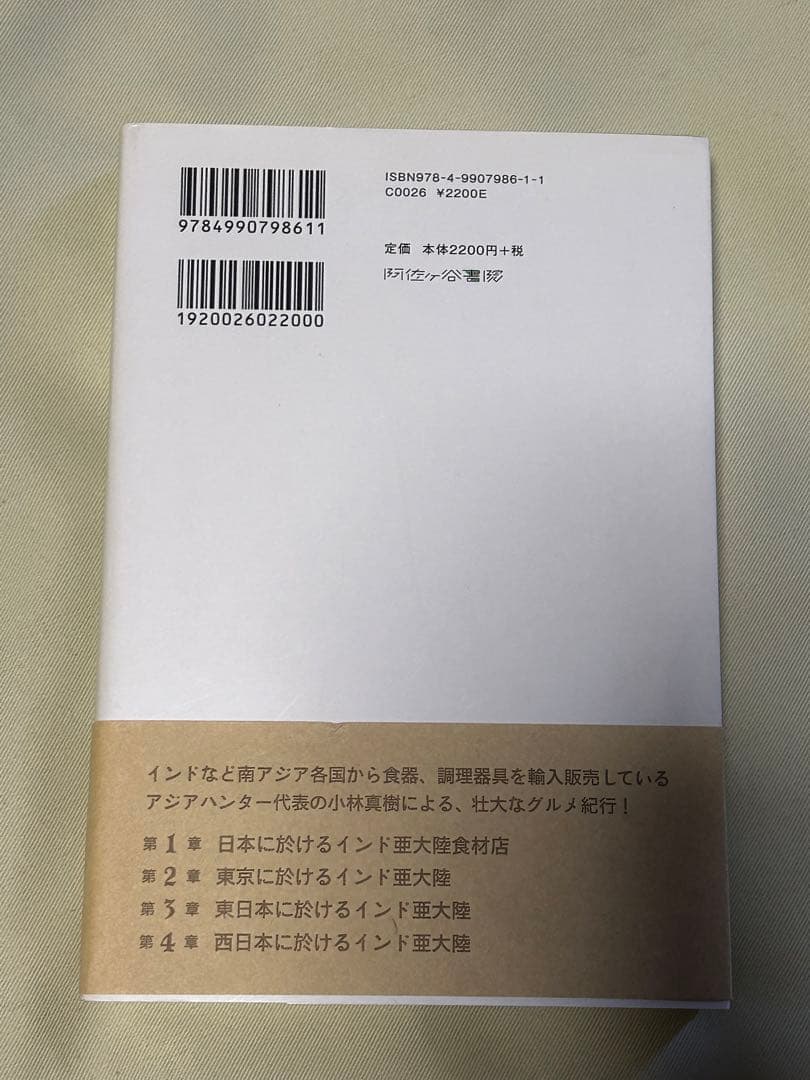 9784990798611
1920026022000
ISBN978-4-9907986-1-1
C0026 ¥2200E
定価 本体2200円+税
阿佐ヶ谷書院
インドなど南アジア各国から食器、調理器具を輸入販売している
アジアハンター代表の小林真樹による、壮大なグルメ紀行!
第1章 日本に於けるインド亜大陸食材店
第2章 東京に於けるインド亜大陸
第3章 東日本に於けるインド亜大陸
第4章 西日本に於けるインド亜大陸